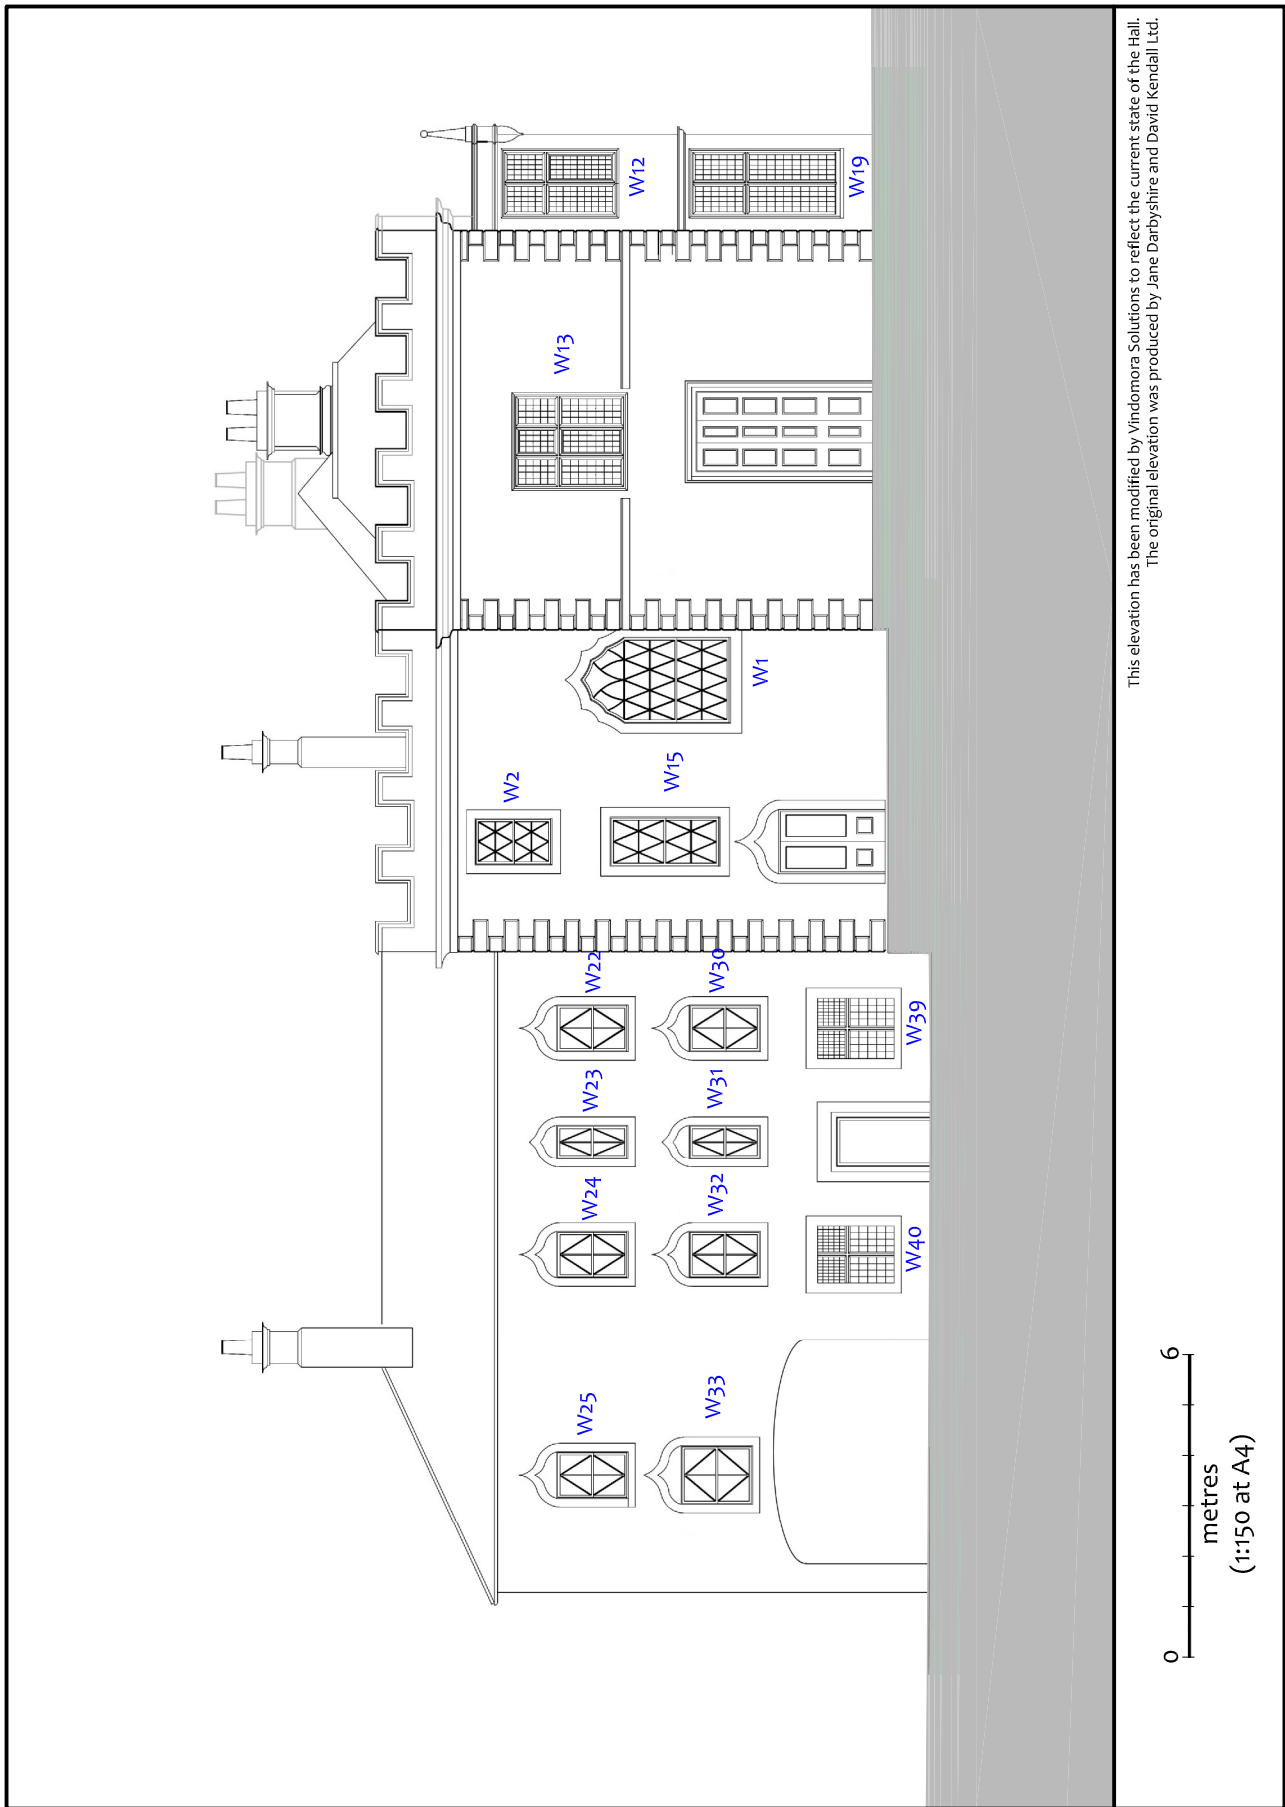 W25
W24
W23
W22
W33
W32
W31
W30
W40
W39
W2
W15
W1
W13
W12
W19
0
6
metres
(1:150 at A4)
This elevation has been modified by Vindomora Solutions to reflect the current state of the Hall.
The original elevation was produced by Jane Darbyshire and David Kendall Ltd.